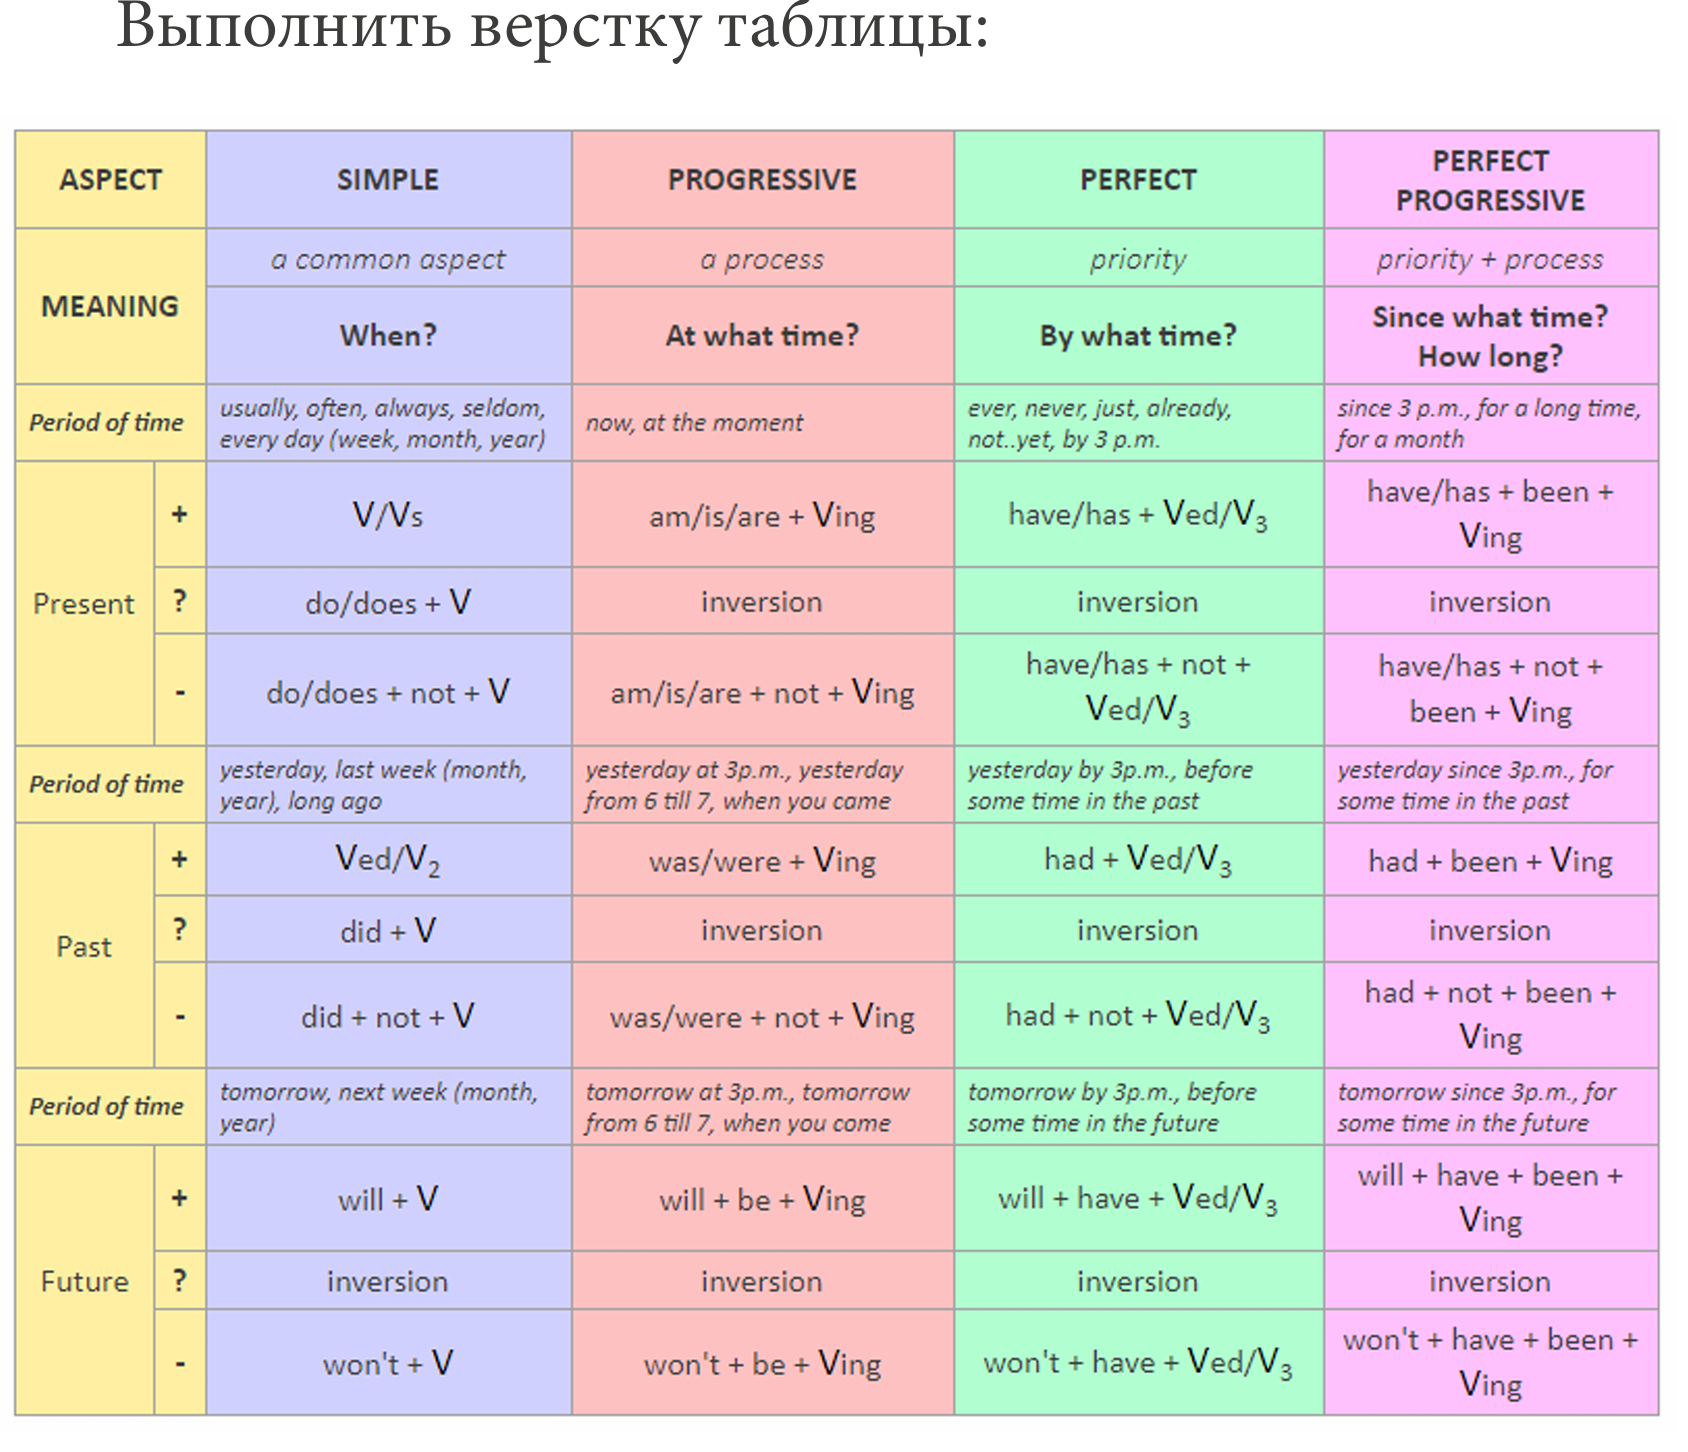 Выполнить верстку таблицы:
ASPECT SIMPLE PROGRESSIVE PERFECT PERFECT
PROGRESSIVE
MEANING a common aspect a process priority priority + process
When? At what time? By what time? Since what time?
How long?
Period of time usually, often, always, seldom,
every day (week, month, year) now, at the moment ever, never, just, already,
not..yet, by 3 p.m. since 3 p.m., for a long time,
for a month
Present + V/Vs am/is/are + Ving have/has + Ved/V3 have/has + been +
Ving
? do/does + V inversion inversion inversion
- do/does + not + V am/is/are + not + Ving have/has + not +
Ved/V3 have/has + not +
been + Ving
Period of time yesterday, last week (month,
year), long ago yesterday at 3p.m., yesterday
from 6 till 7, when you came yesterday by 3p.m., before
some time in the past yesterday since 3p.m., for
some time in the past
Past + Ved/V2 was/were + Ving had + Ved/V3 had + been + Ving
? did + V inversion inversion inversion
- did + not + V was/were + not + Ving had + not + Ved/V3 had + not + been +
Ving
Period of time tomorrow, next week (month,
year) tomorrow at 3p.m., tomorrow
from 6 till 7, when you come tomorrow by 3p.m., before
some time in the future tomorrow since 3p.m., for
some time in the future
Future + will + V will + be + Ving will + have + Ved/V3 will + have + been +
Ving
? inversion inversion inversion inversion
- won't + V won't + be + Ving won't + have + Ved/V3 won't + have + been +
Ving